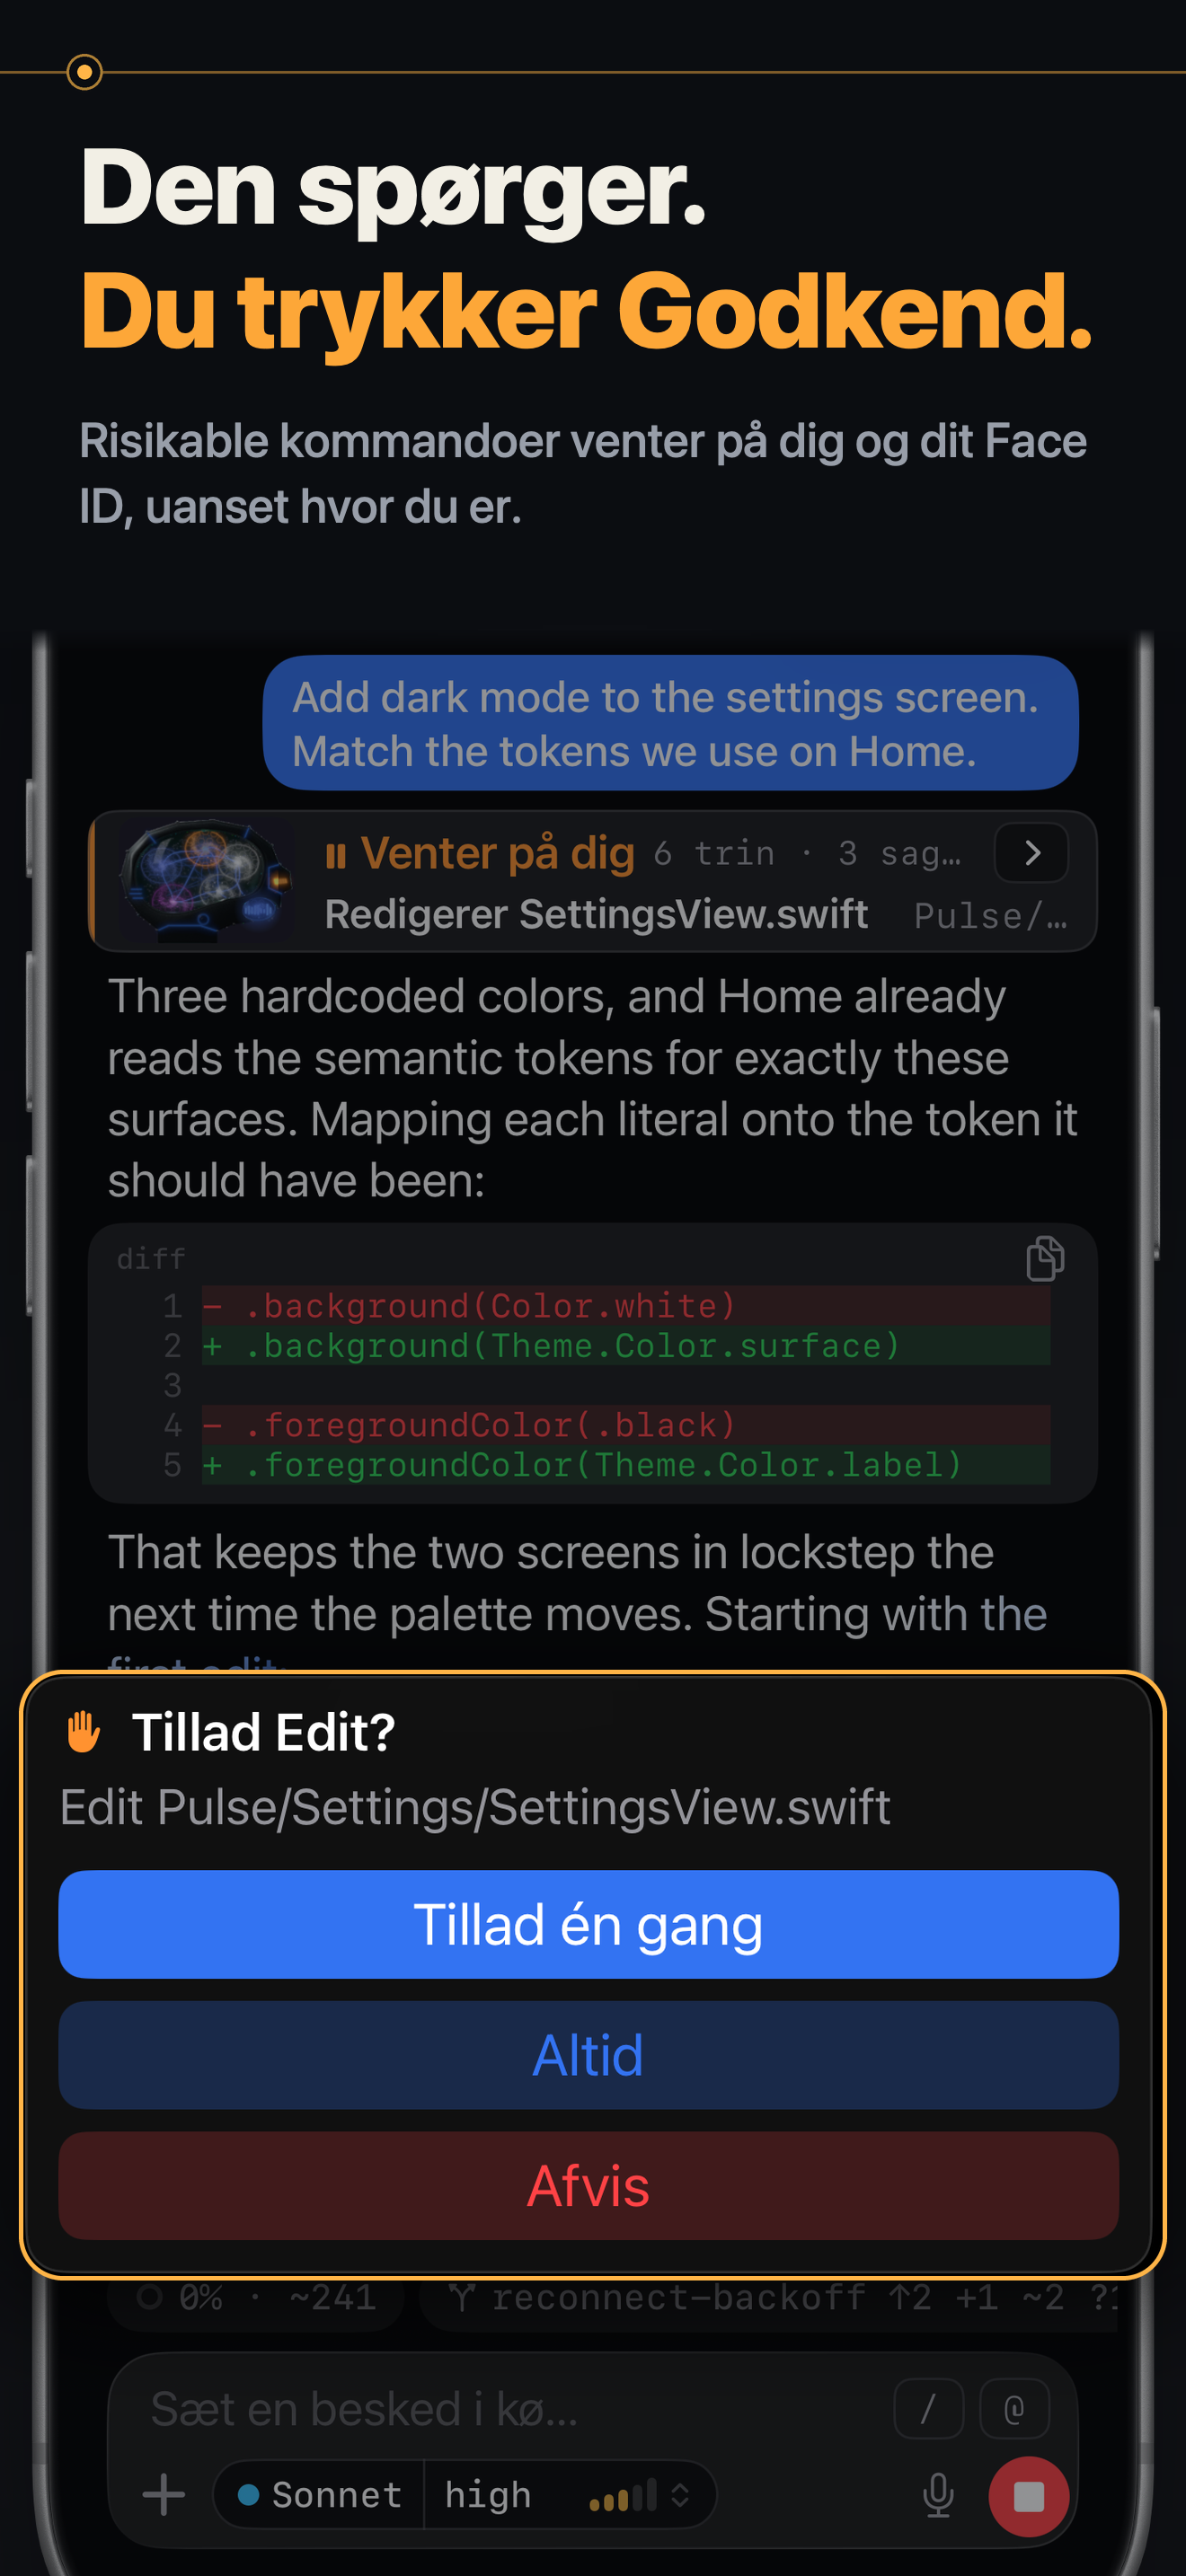 Den spørger.
Du trykker Godkend.
Risikable kommandoer venter på dig og dit Face
ID, uanset hvor du er.
Add dark mode to the settings screen.
Match the tokens we use on Home.
Venter på dig 6 trin · 3 sag…
Redigerer SettingsView.swift Pulse/…
Three hardcoded colors, and Home already
reads the semantic tokens for exactly these
surfaces. Mapping each literal onto the token it
should have been:
diff
1 - .background(Color.white)
2 + .background(Theme.Color.surface)
3
4 - .foregroundColor(.black)
5 + .foregroundColor(Theme.Color.label)
That keeps the two screens in lockstep the
next time the palette moves. Starting with the
first edit:
Tillad Edit?
Edit Pulse/Settings/SettingsView.swift
Tillad én gang
Altid
Afvis
0% · ~241 reconnect-backoff ↑2 +1 ~2
Sæt en besked i kø...
/ @
Sonnet high